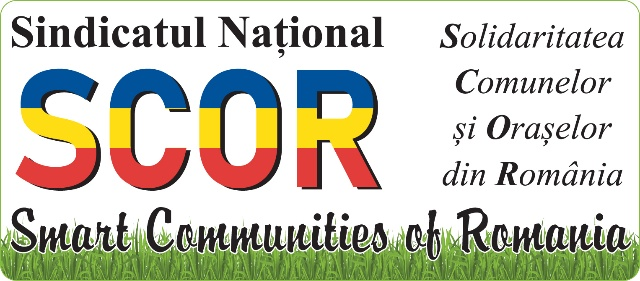 Sindicatul Național
SCOR
Solidaritatea
Comunelor
și Orașelor
din România
Smart Communities of Romania